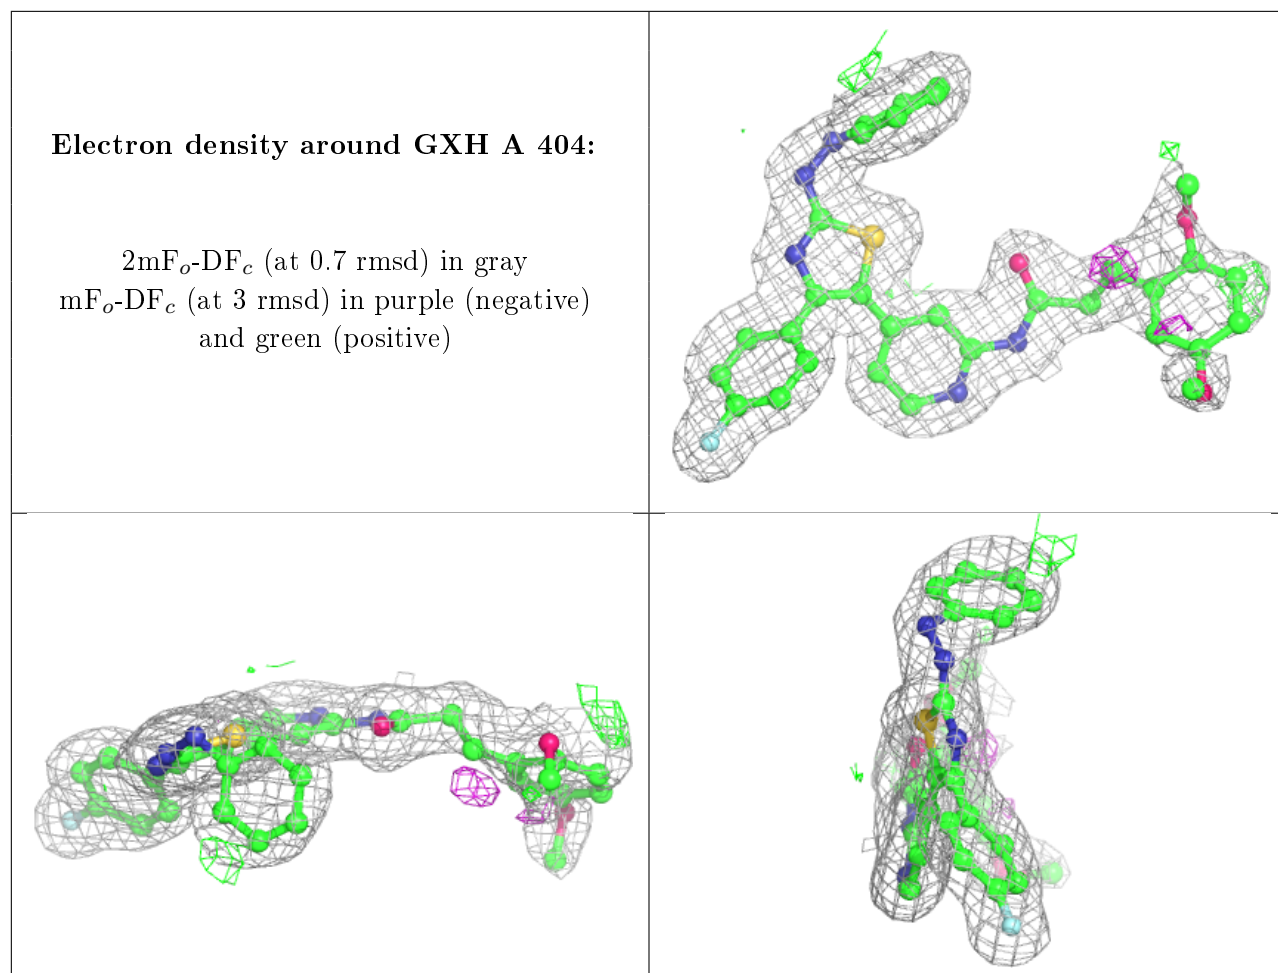 Electron density around GXH A 404:
2mFo-DFc (at 0.7 rmsd) in gray
mFo-DFc (at 3 rmsd) in purple (negative)
and green (positive)